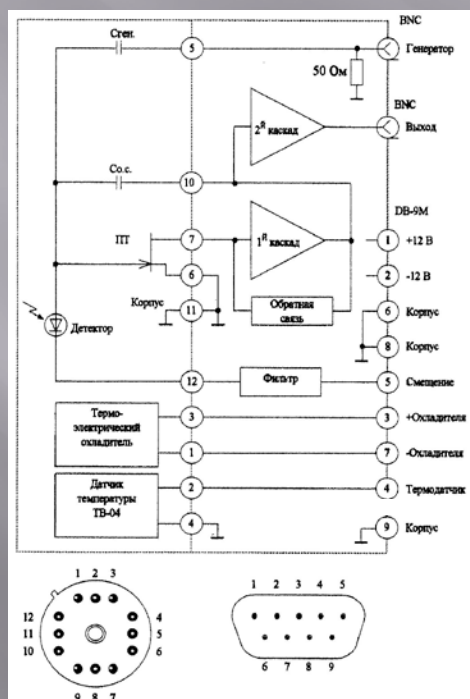 BNC
Сген.
5
Генератор
50 Ом
BNC
2й каскад
Выход
Со.с.
10
DB-9M
ПТ
7
1й каскад
1
+12 В
6
2
-12 В
Корпус
11
Обратная связь
6
Корпус
Детектор
8
Корпус
12
Фильтр
5
Смещение
Термо-
электрический
охладитель
3
3
+Охладителя
1
7
-Охладителя
Датчик
температуры
ТВ-04
2
4
Термодатчик
4
9
Корпус
1 2 3
12
11
10
4
5
6
9 8 7
1 2 3 4 5
6 7 8 9